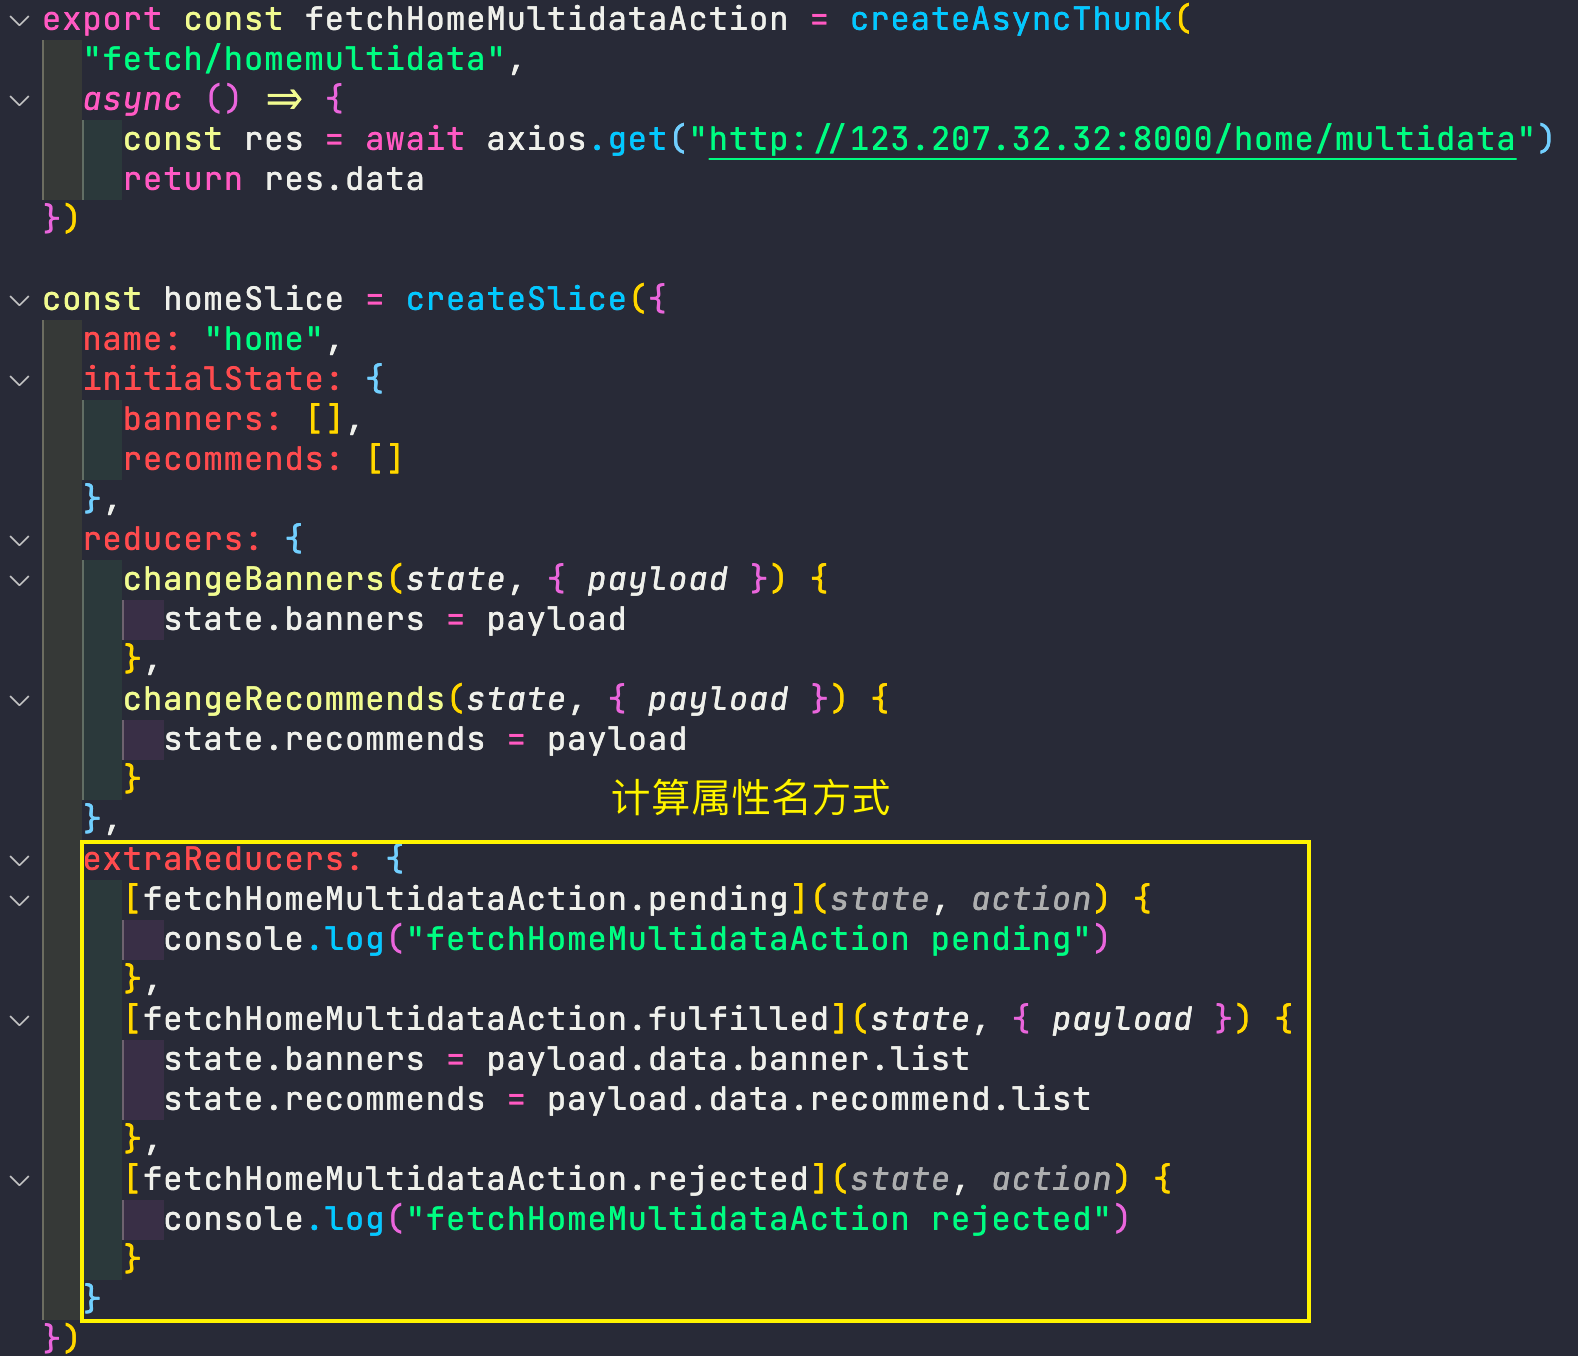 export const fetchHomeMultidataAction = createAsyncThunk(
  "fetch/homemultidata",
  async () => {
    const res = await axios.get("http://123.207.32.32:8000/home/multidata")
    return res.data
})

const homeSlice = createSlice({
  name: "home",
  initialState: {
    banners: [],
    recommends: []
  },
  reducers: {
    changeBanners(state, { payload }) {
      state.banners = payload
    },
    changeRecommends(state, { payload }) {
      state.recommends = payload
    }
计算属性名方式
  },
  extraReducers: {
    [fetchHomeMultidataAction.pending](state, action) {
      console.log("fetchHomeMultidataAction pending")
    },
    [fetchHomeMultidataAction.fulfilled](state, { payload }) {
      state.banners = payload.data.banner.list
      state.recommends = payload.data.recommend.list
    },
    [fetchHomeMultidataAction.rejected](state, action) {
      console.log("fetchHomeMultidataAction rejected")
    }
  }
})